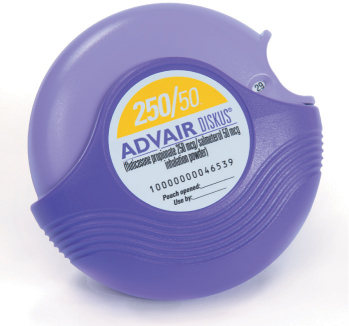 29
250/50
ADVAIR DISKUS®
(fluticasone propionate 250 mcg/ salmeterol 50 mcg
inhalation powder)
10000000046539
Pouch opened:
Use by: